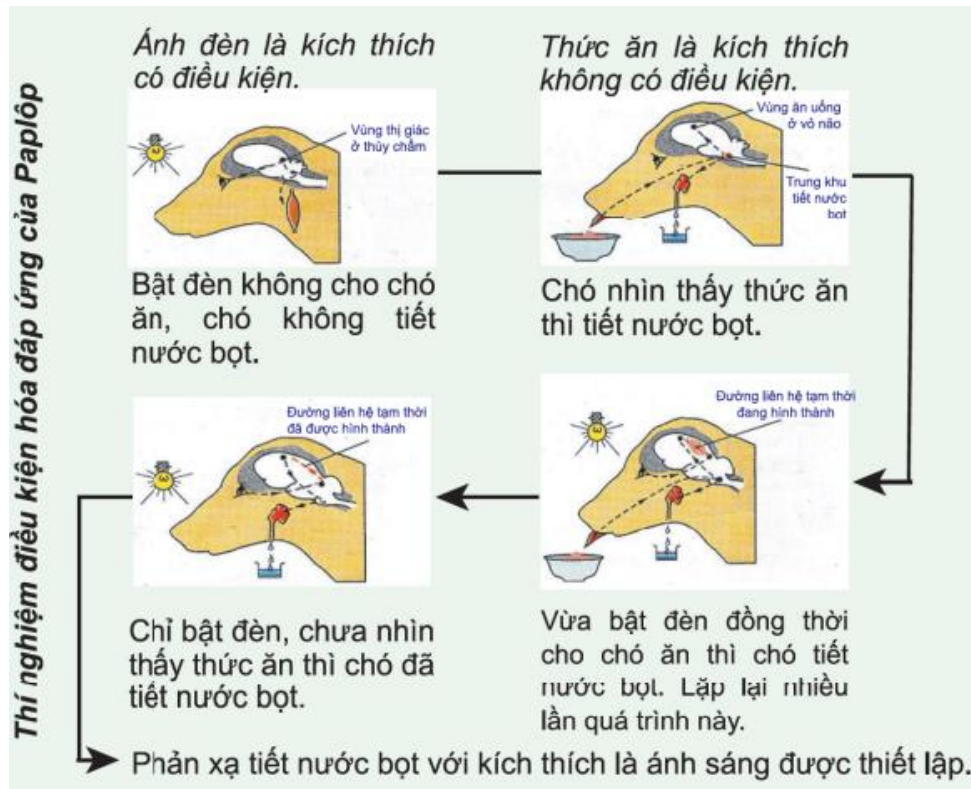 Thí nghiệm điều kiện hóa đáp ứng của Paplôp
Ánh đèn là kích thích
có điều kiện.
Vùng thị giác
ở thùy chẩm
Bật đèn không cho chó
ăn, chó không tiết
nước bọt.
Thức ăn là kích thích
không có điều kiện.
Vùng ăn uống
ở vỏ não
Trung khu
tiết nước
bọt
Chó nhìn thấy thức ăn
thì tiết nước bọt.
Đường liên hệ tạm thời
đang hình thành
Vừa bật đèn đồng thời
cho chó ăn thì chó tiết
nước bọt. Lặp lại nhiều
lần quá trình này.
Đường liên hệ tạm thời
đã được hình thành
Chỉ bật đèn, chưa nhìn
thấy thức ăn thì chó đã
tiết nước bọt.
Phản xạ tiết nước bọt với kích thích là ánh sáng được thiết lập.